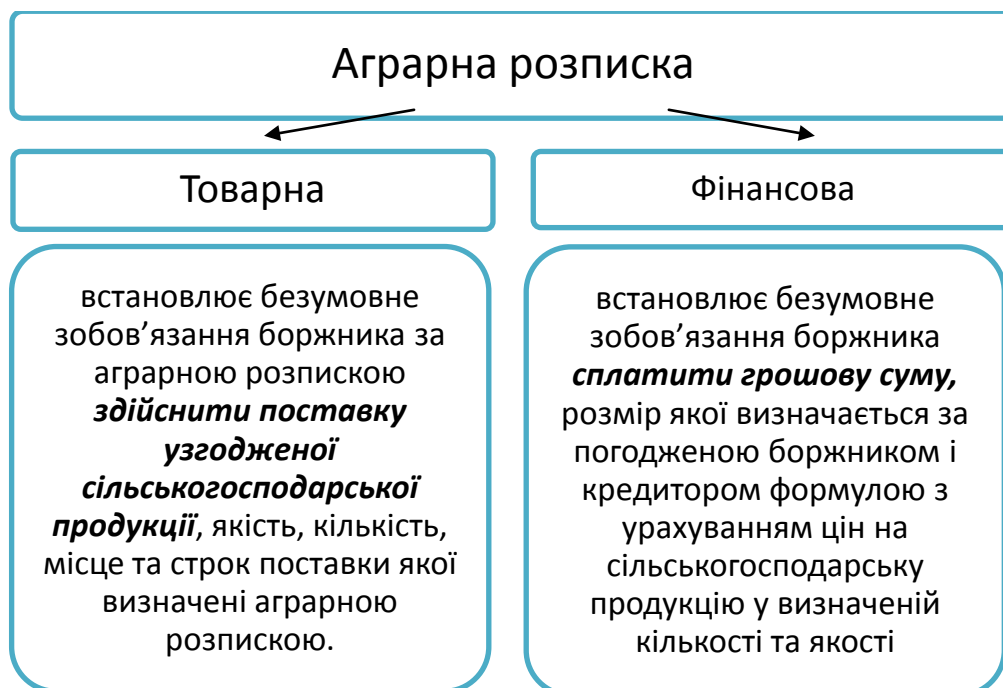 Аграрна розписка
Товарна
Фінансова
встановлює безумовне
зобов’язання боржника за
аграрною розпискою
здійснити поставку
узгодженої
сільськогосподарської
продукції, якість, кількість,
місце та строк поставки якої
визначені аграрною
розпискою.
встановлює безумовне
зобов’язання боржника
сплатити грошову суму,
розмір якої визначається за
погодженою боржником і
кредитором формулою з
урахуванням цін на
сільськогосподарську
продукцію у визначеній
кількості та якості